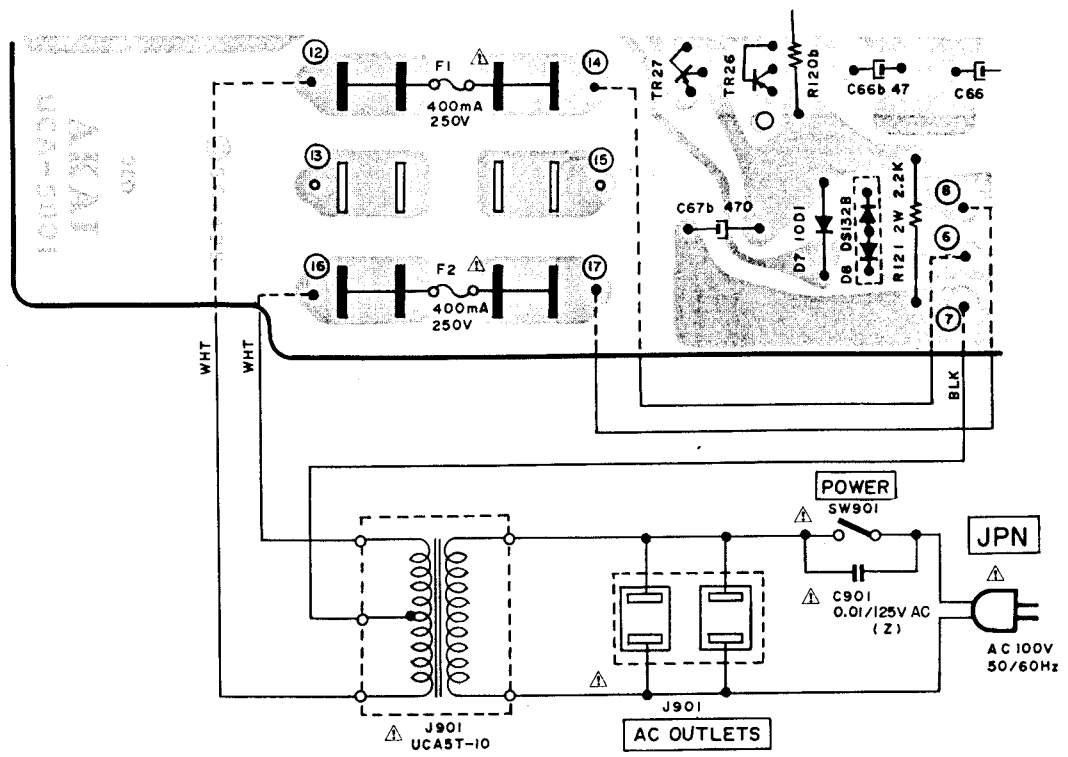 12
F1
14
400mA
250V
TR27
TR26
R120b
C66b 47
C66
13
15
C67b 470
D7 10D1
D8 DS132B
R121 2W 2.2K
8
6
7
16
F2
17
400mA
250V
AKAI
WHT
WHT
BLK
POWER
SW901
JPN
C901
0.01/125V AC
(Z)
AC 100V
50/60Hz
J901
UCA5T-10
J901
AC OUTLETS